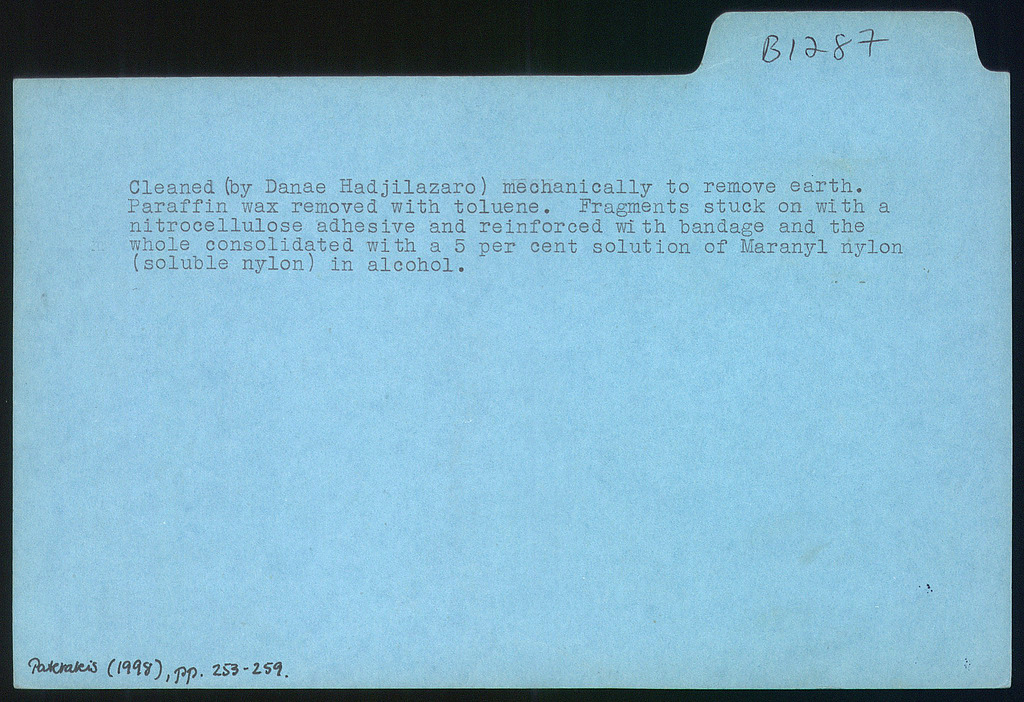 B1287
Cleaned (by Danae Hadjilazaro) mechanically to remove earth.
Paraffin wax removed with toluene. Fragments stuck on with a
nitrocellulose adhesive and reinforced with bandage and the
whole consolidated with a 5 per cent solution of Maranyl nylon
(soluble nylon) in alcohol.
(1998), pp. 253-259.